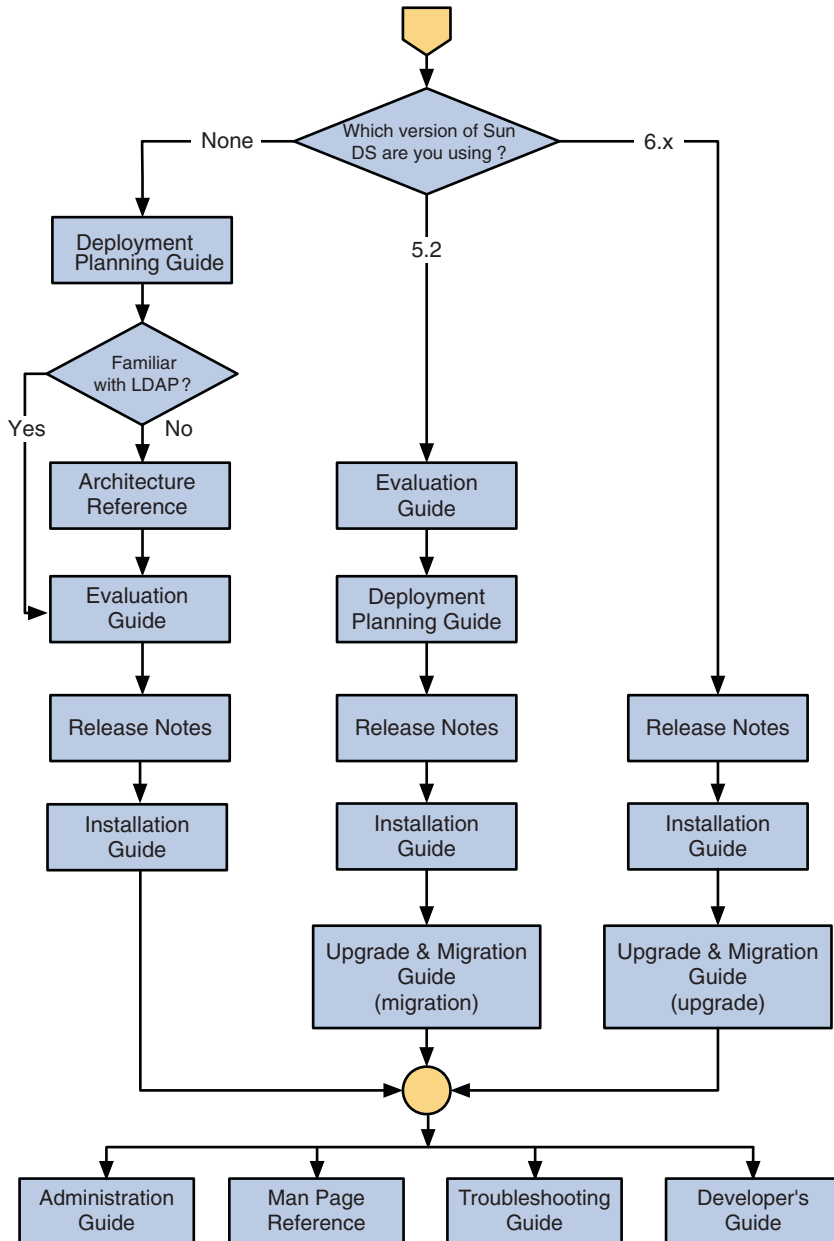 Which version of Sun
DS are you using ?
None
6.x
5.2
Deployment
Planning Guide
Familiar
with LDAP?
Yes
No
Architecture
Reference
Evaluation
Guide
Release Notes
Installation
Guide
Evaluation
Guide
Deployment
Planning Guide
Release Notes
Installation
Guide
Upgrade & Migration
Guide
(migration)
Release Notes
Installation
Guide
Upgrade & Migration
Guide
(upgrade)
Administration
Guide
Man Page
Reference
Troubleshooting
Guide
Developer's
Guide